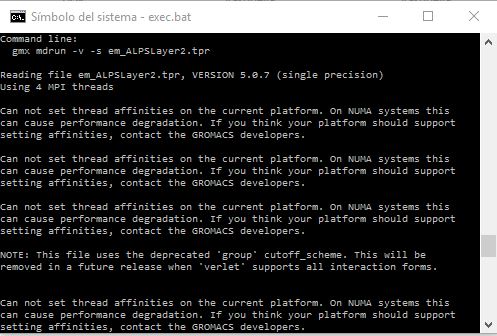 Símbolo del sistema - exec.bat
Command line:
gmx mdrun -v -s em_ALPSLayer2.tpr
Reading file em_ALPSLayer2.tpr, VERSION 5.0.7 (single precision)
Using 4 MPI threads
Can not set thread affinities on the current platform. On NUMA systems this
can cause performance degradation. If you think your platform should support
setting affinities, contact the GROMACS developers.
Can not set thread affinities on the current platform. On NUMA systems this
can cause performance degradation. If you think your platform should support
setting affinities, contact the GROMACS developers.
Can not set thread affinities on the current platform. On NUMA systems this
can cause performance degradation. If you think your platform should support
setting affinities, contact the GROMACS developers.
NOTE: This file uses the deprecated 'group' cutoff_scheme. This will be
removed in a future release when 'verlet' supports all interaction forms.
Can not set thread affinities on the current platform. On NUMA systems this
can cause performance degradation. If you think your platform should support
setting affinities, contact the GROMACS developers.